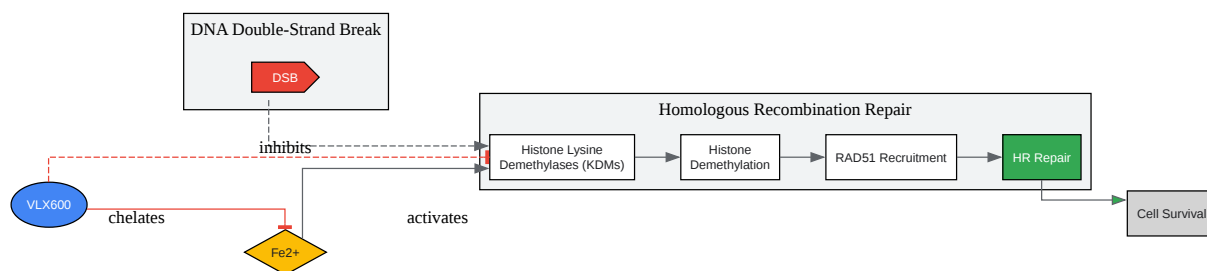 DNA Double-Strand Break
DSB
Homologous Recombination Repair
inhibits
Histone Lysine
Demethylases (KDMs)
Histone
Demethylation
RAD51 Recruitment
HR Repair
VLX600
chelates
activates
Cell Survival
Fe2+